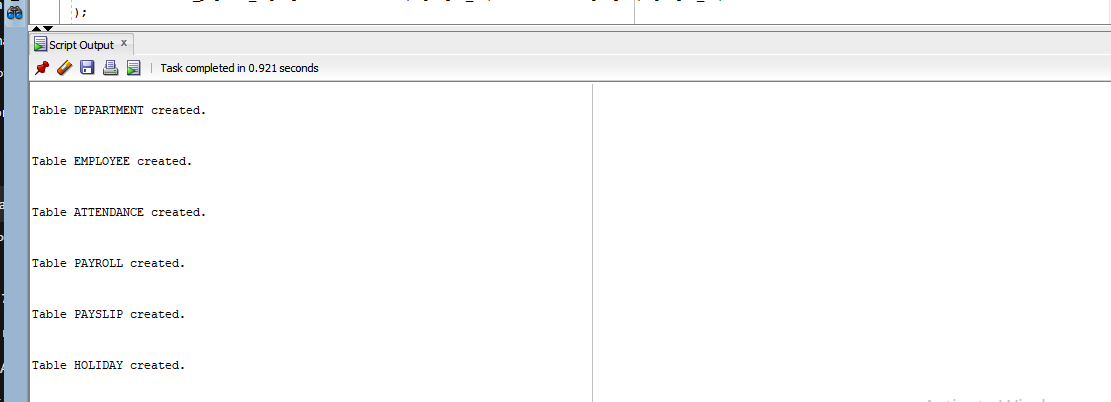 );
Script Output x
Task completed in 0.921 seconds
Table DEPARTMENT created.
Table EMPLOYEE created.
Table ATTENDANCE created.
Table PAYROLL created.
Table PAYSLIP created.
Table HOLIDAY created.